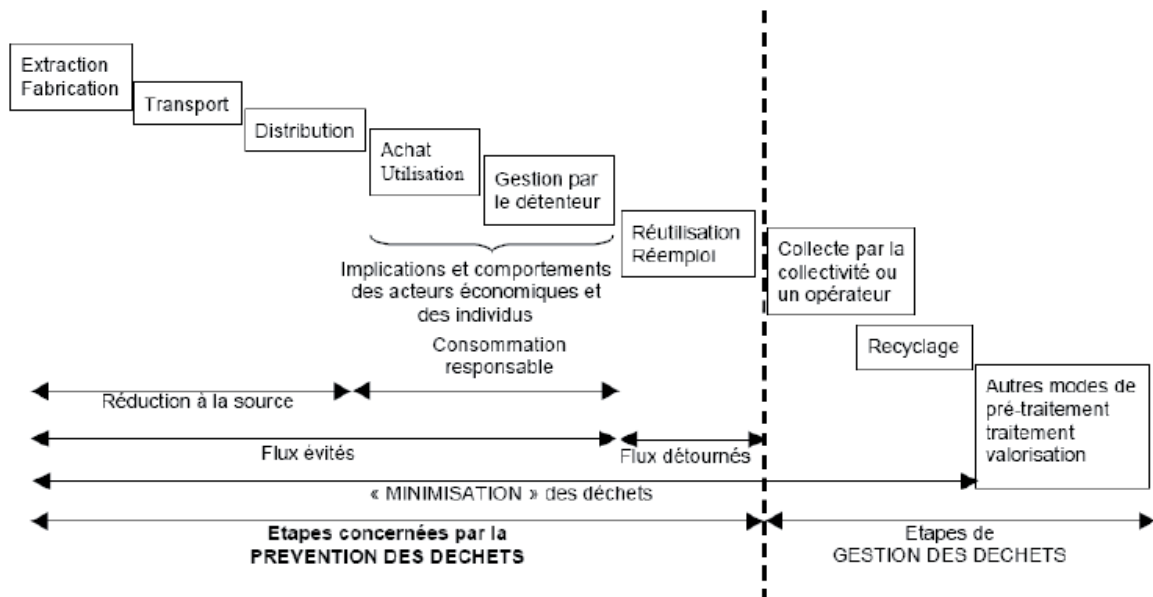 Extraction
Fabrication
Transport
Distribution
Achat
Utilisation
Gestion par
le détenteur
Réutilisation
Réemploi
Collecte par la
collectivité ou
un opérateur
Implications et comportements
des acteurs économiques et
des individus
Recyclage
Consommation
responsable
Autres modes de
pré-traitement
traitement
valorisation
Réduction à la source
Flux évités
Flux détournés
« MINIMISATION » des déchets
Etapes concernées par la
PREVENTION DES DECHETS
Etapes de
GESTION DES DECHETS